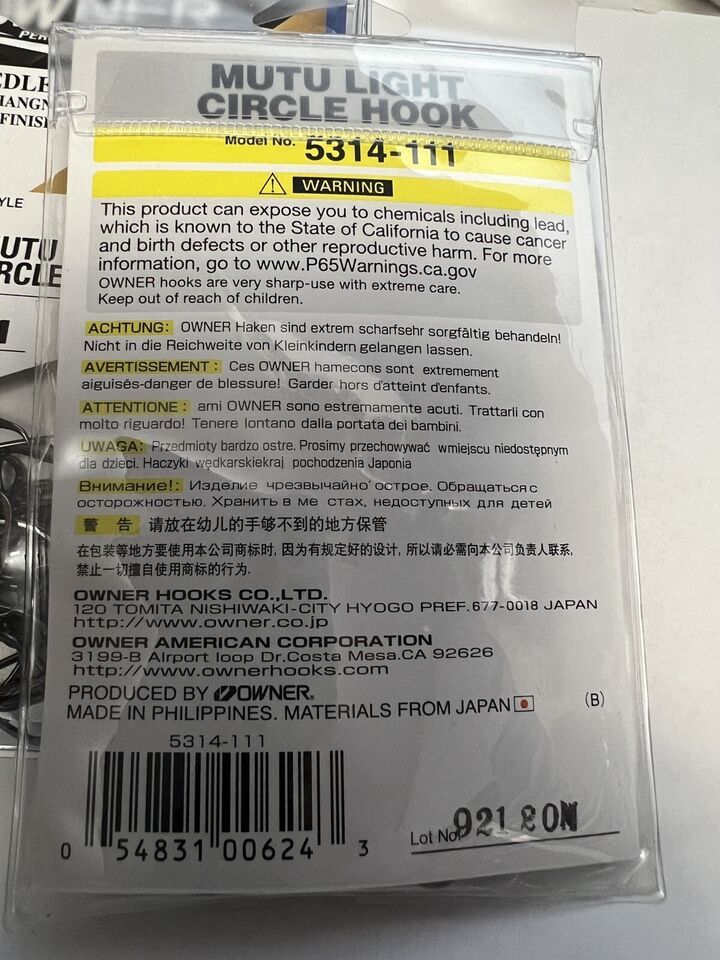 OWNER
EDLE
HANGN
FINISH
YLE
MUTU
CIRCLE
MUTU LIGHT
CIRCLE HOOK
Model No. 5314-111
WARNING
This product can expose you to chemicals including lead,
which is known to the State of California to cause cancer
and birth defects or other reproductive harm. For more
information, go to www.P65Warnings.ca.gov
OWNER hooks are very sharp-use with extreme care.
Keep out of reach of children.
ACHTUNG: OWNER Haken sind extrem scharfsehr sorgfältig behandeln!
Nicht in die Reichweite von Kleinkindern gelangen lassen.
AVERTISSEMENT : Ces OWNER hamecons sont extremement
aiguisés-danger de blessure! Garder hors d'atteint d'enfants.
ATTENTIONE : ami OWNER sono estremamente acuti. Trattarli con
molto riguardo! Tenere lontano dalla portata dei bambini.
UWAGA: Przedmioty bardzo ostre. Prosimy przechowywać wmiejscu niedostępnym
dla dzieci. Haczyki wędkarskiekraj pochodzenia Japonia
Внимание!: Изделие чрезвычайно острое. Обращаться с
осторожностью. Хранить в ме стах, недоступных для детей
警 告 请放在幼儿的手够不到的地方保管
在包装等地方要使用本公司商标时, 因为有规定好的设计, 所以请必需向本公司负责人联系,
禁止一切擅自使用商标的行为.
OWNER HOOKS CO.,LTD.
120 TOMITA NISHIWAKI-CITY HYOGO PREF.677-0018 JAPAN
http://www.owner.co.jp
OWNER AMERICAN CORPORATION
3199-B Airport loop Dr.Costa Mesa.CA 92626
http://www.ownerhooks.com
PRODUCED BY OWNER®
MADE IN PHILIPPINES. MATERIALS FROM JAPAN (B)
5314-111
0 54831 00624 3
Lot No. 92180N